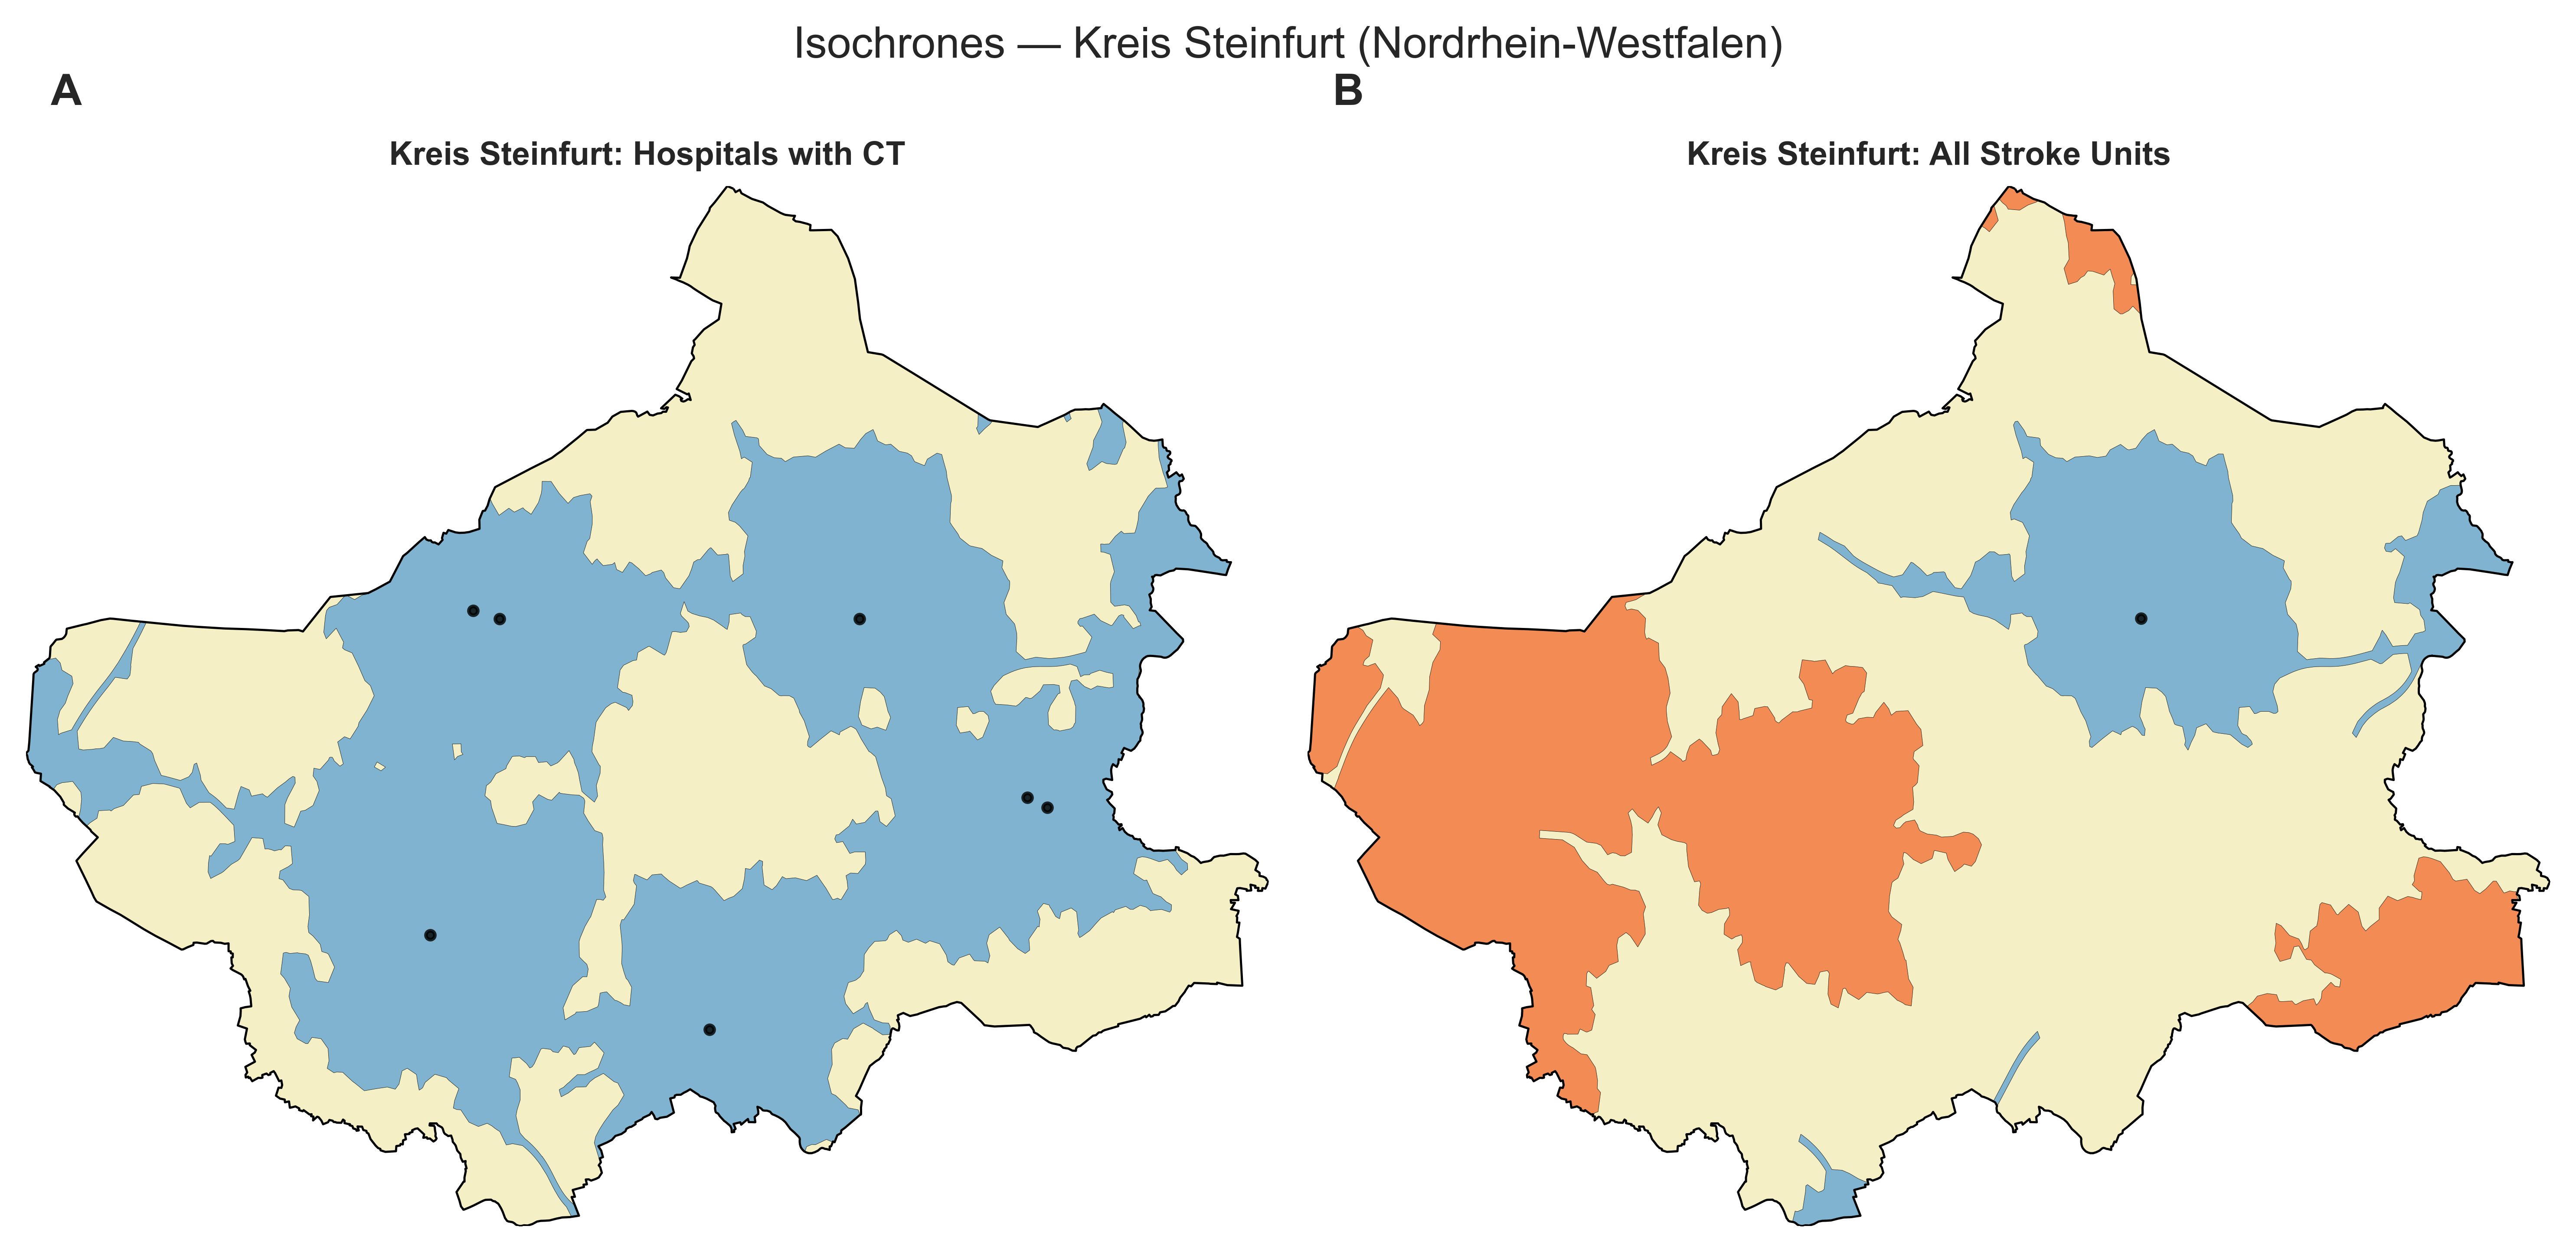 Isochrones — Kreis Steinfurt (Nordrhein-Westfalen)
A
B
Kreis Steinfurt: Hospitals with CT
Kreis Steinfurt: All Stroke Units